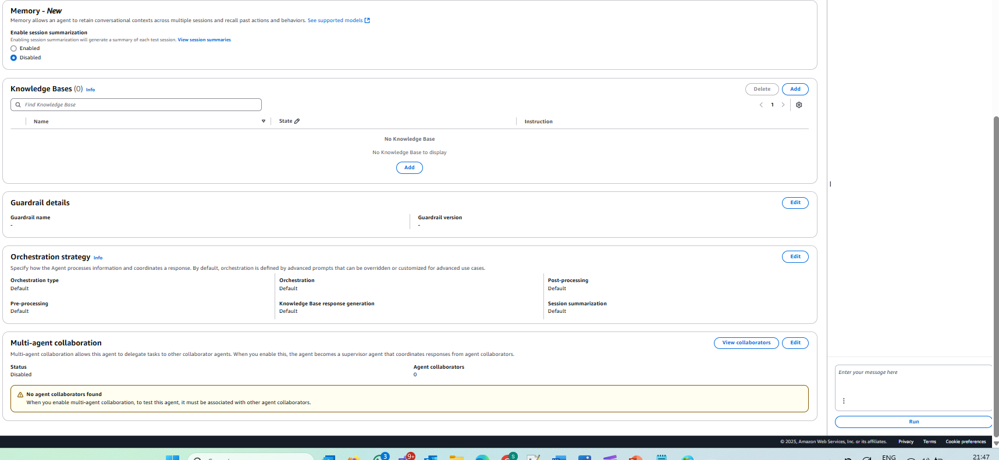 Memory - New
Memory allows an agent to retain conversational contexts across multiple sessions and recall past actions and behaviors. See supported models
Enable session summarization
Enabling session summarization will generate a summary of each test session. View session summaries
Enabled
Disabled
Knowledge Bases (0) Info
Delete
Add
Find Knowledge Base
1
Name
State
Instruction
No Knowledge Base
No Knowledge Base to display
Add
Guardrail details
Edit
Guardrail name
-
Guardrail version
-
Orchestration strategy Info
Edit
Specify how the Agent processes information and coordinates a response. By default, orchestration is defined by advanced prompts that can be overridden or customized for advanced use cases.
Orchestration type
Default
Orchestration
Default
Post-processing
Default
Pre-processing
Default
Knowledge Base response generation
Default
Session summarization
Default
Multi-agent collaboration
View collaborators
Edit
Multi-agent collaboration allows this agent to delegate tasks to other collaborator agents. When you enable this, the agent becomes a supervisor agent that coordinates responses from agent collaborators.
Status
Disabled
Agent collaborators
0
No agent collaborators found
When you enable multi-agent collaboration, to test this agent, it must be associated with other agent collaborators.
Enter your message here
Run
© 2025, Amazon Web Services, Inc. or its affiliates. Privacy Terms Cookie preferences
3
9+
S
ENG
21:47